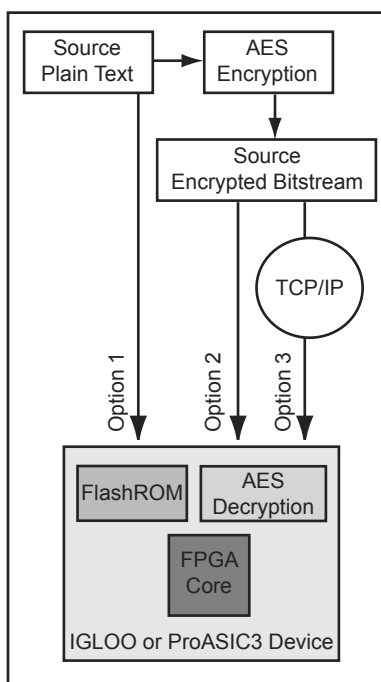 Source
Plain Text
AES
Encryption
Source
Encrypted Bitstream
TCP/IP
Option 1
Option 2
Option 3
FlashROM
AES
Decryption
FPGA
Core
IGLOO or ProASIC3 Device